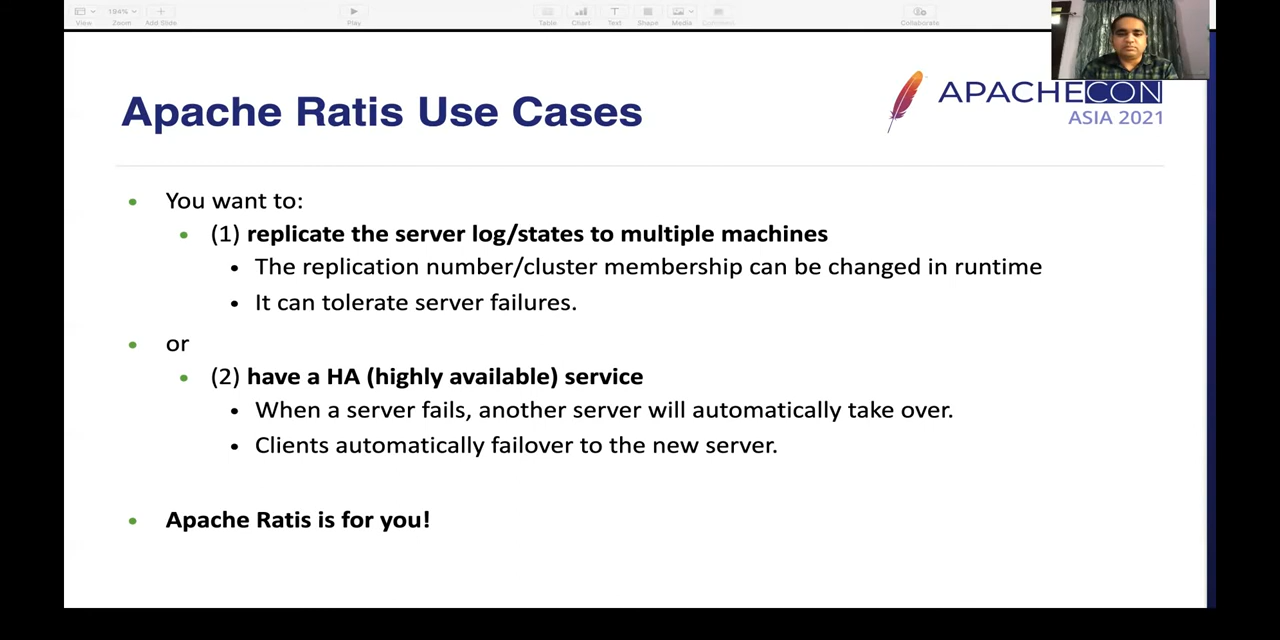 View
194%
Zoom
Add Slide
Play
Table
Chart
Text
Shape
Media
Comment
Collaborate
APACHECON
ASIA 2021
Apache Ratis Use Cases
• You want to:
• (1) replicate the server log/states to multiple machines
• The replication number/cluster membership can be changed in runtime
• It can tolerate server failures.
• or
• (2) have a HA (highly available) service
• When a server fails, another server will automatically take over.
• Clients automatically failover to the new server.
• Apache Ratis is for you!